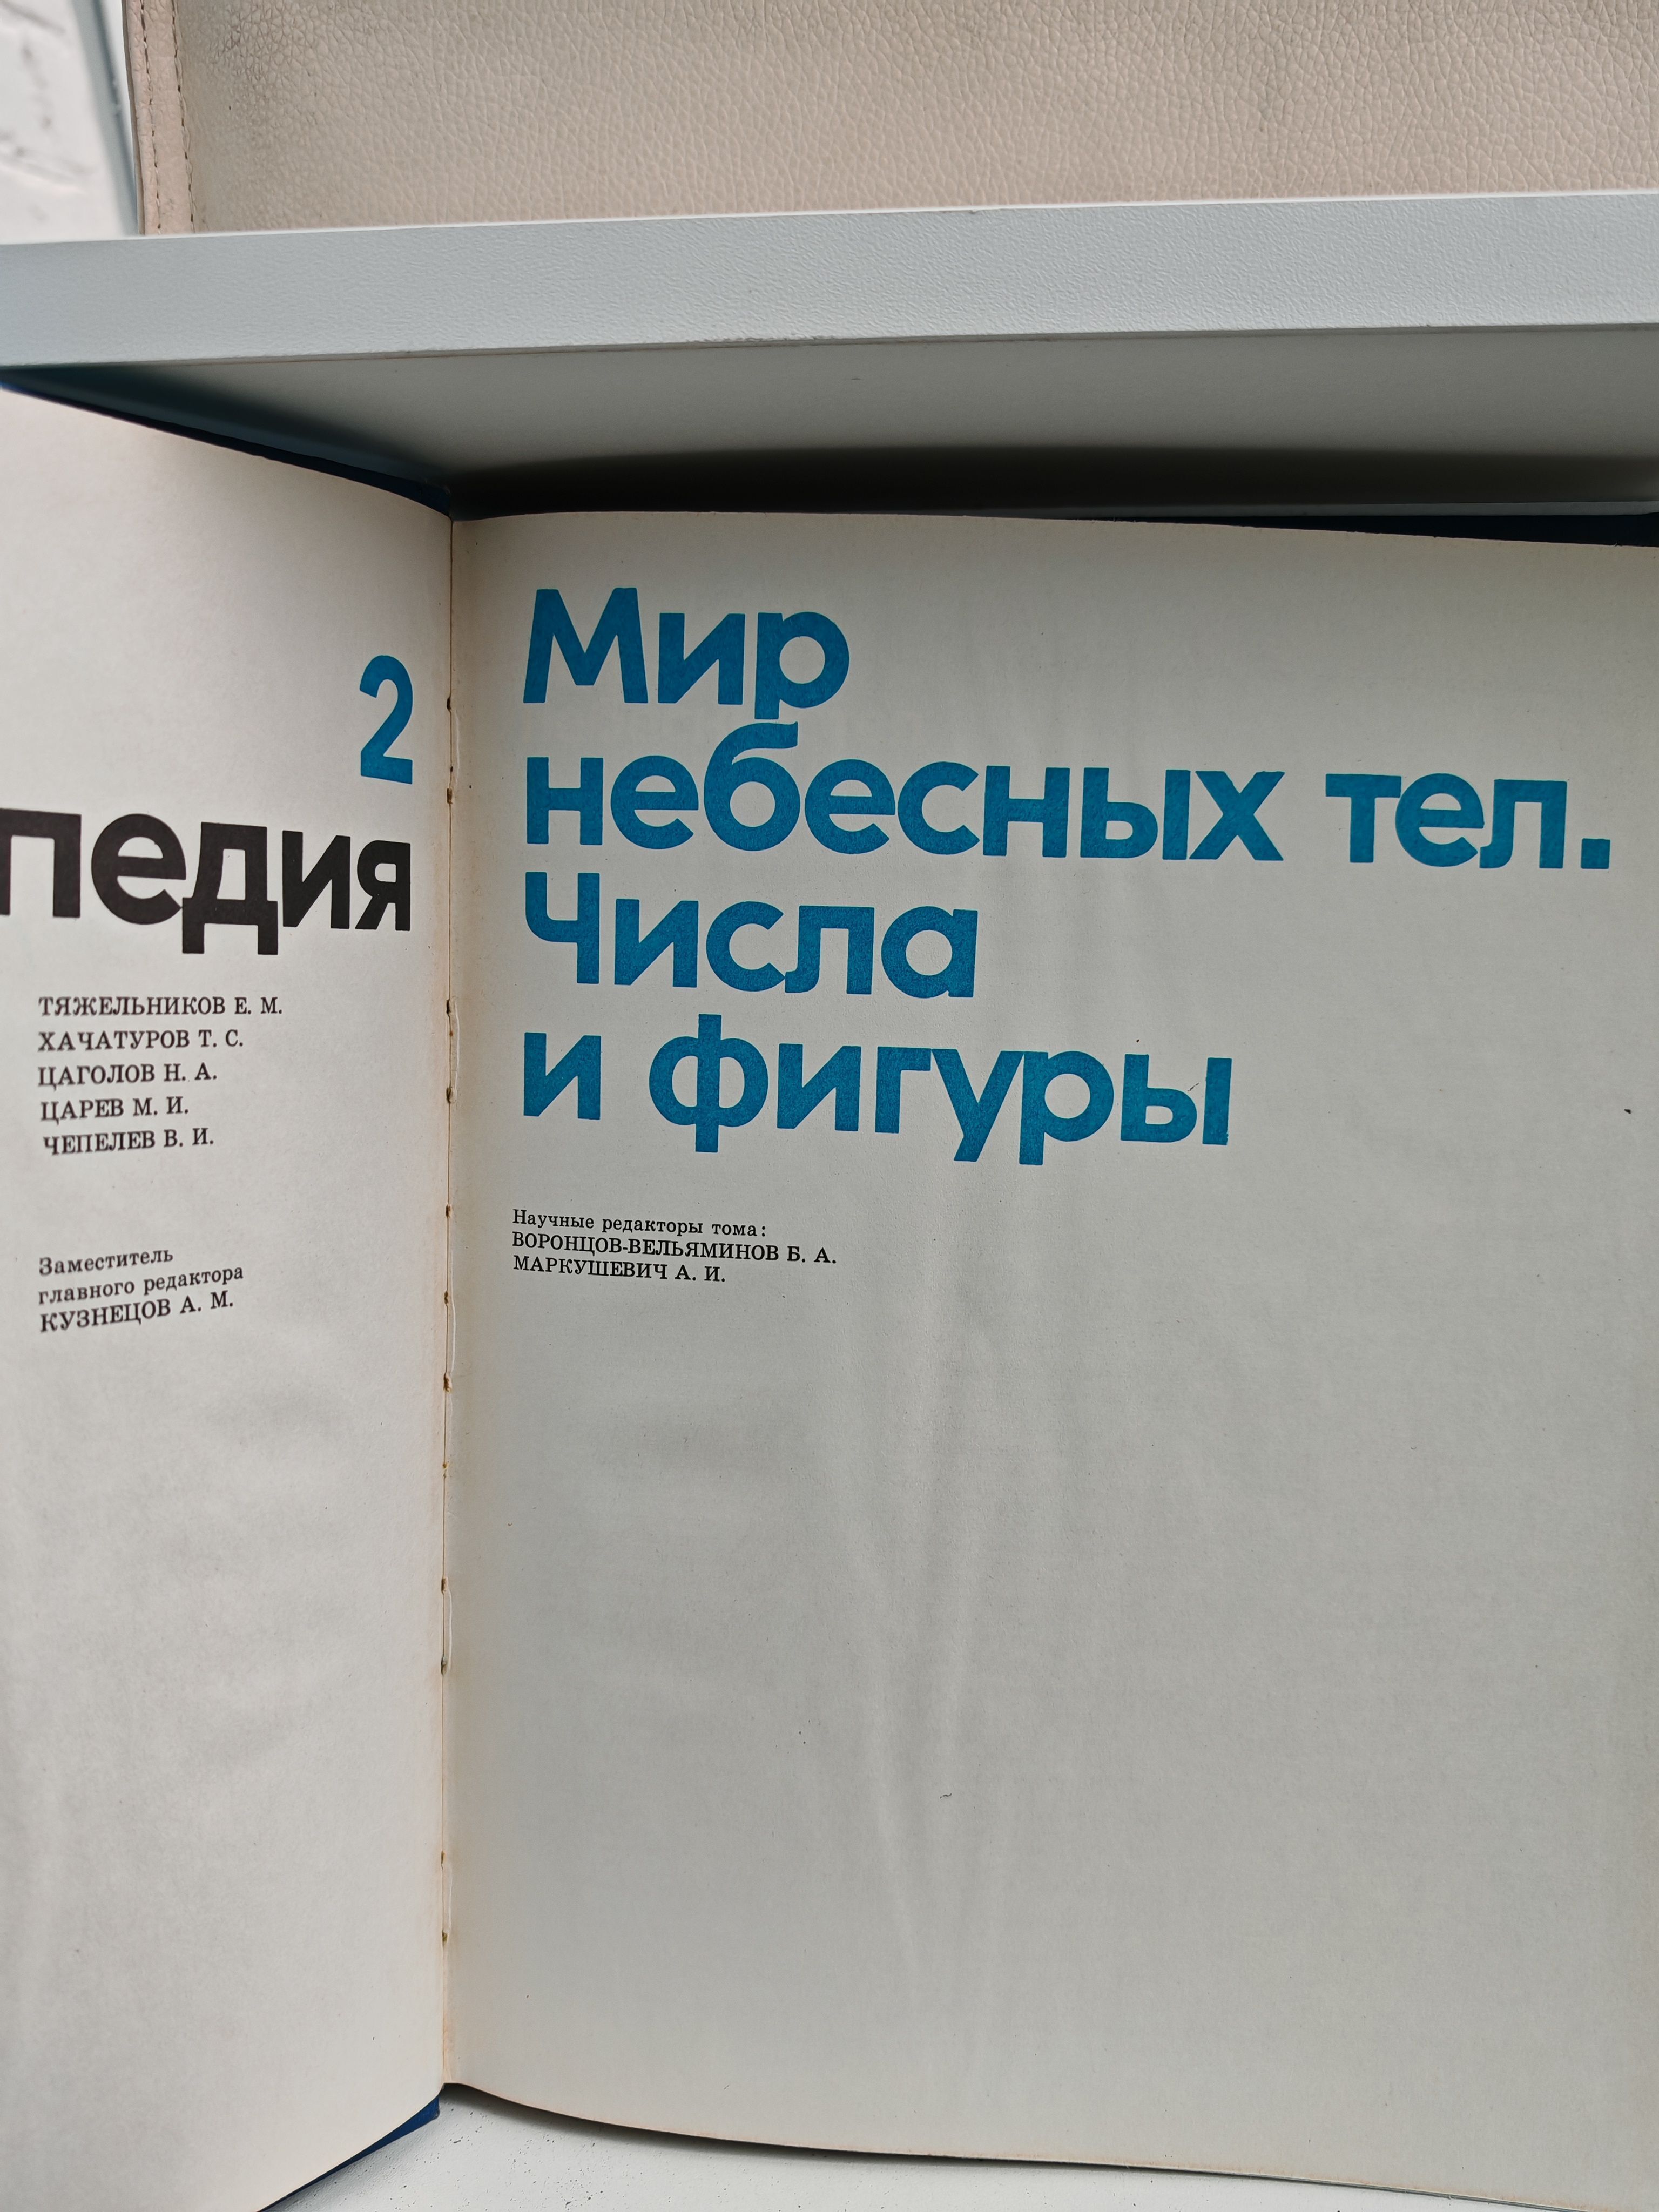 2
педия
ТЯЖЕЛЬНИКОВ Е. М.
ХАЧАТУРОВ Т. С.
ЦАГОЛОВ Н. А.
ЦАРЕВ М. И.
ЧЕПЕЛЕВ В. И.
Заместитель
главного редактора
КУЗНЕЦОВ А. М.
Мир
небесных тел.
Числа
и фигуры
Научные редакторы тома:
ВОРОНЦОВ-ВЕЛЬЯМИНОВ Б. А.
МАРКУШЕВИЧ А. И.